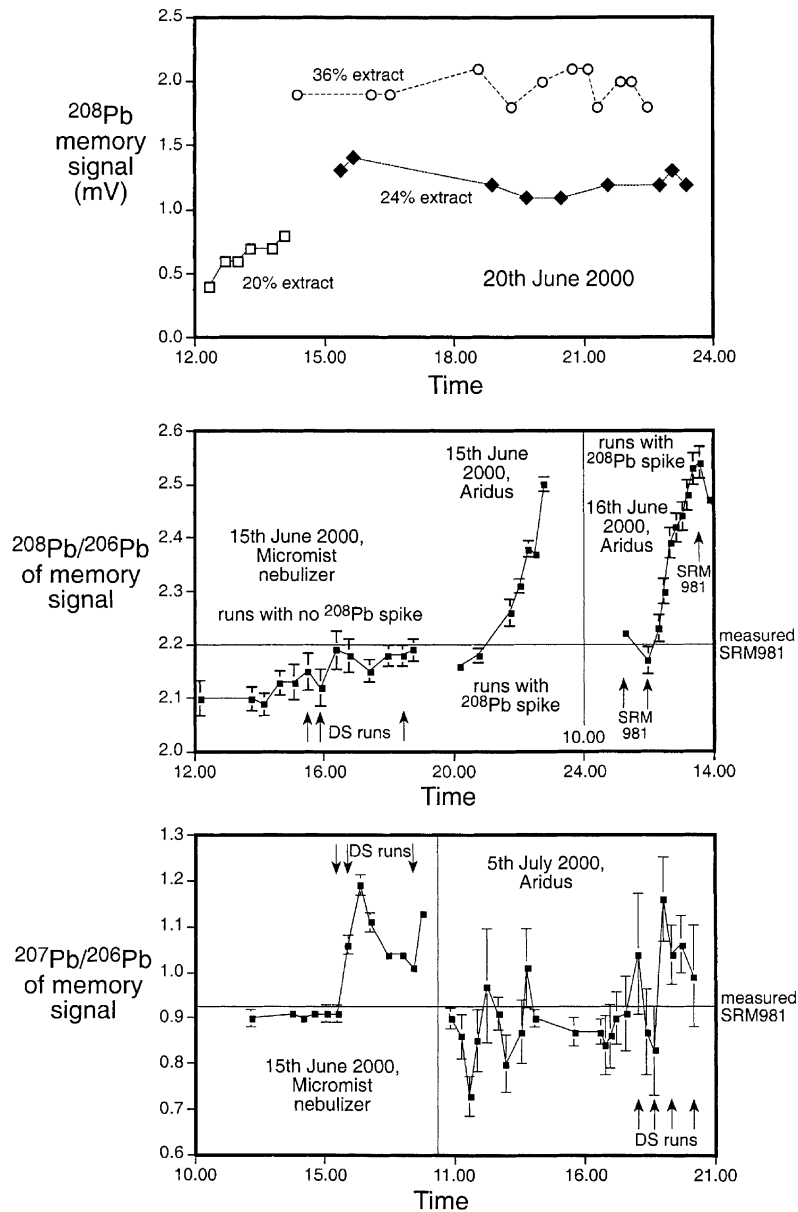 2.5
2.0
1.5
1.0
0.5
0.0
208Pb
memory
signal
(mV)
36% extract
24% extract
20% extract
20th June 2000
12.00 15.00 18.00 21.00 24.00
Time
2.6
2.5
2.4
2.3
2.2
2.1
2.0
208Pb/206Pb
of memory
signal
15th June 2000,
Micromist
nebulizer
runs with no 208Pb spike
DS runs
15th June
2000,
Aridus
runs with
208Pb spike
runs with
208Pb spike
16th June
2000,
Aridus
SRM
981
SRM
981
measured
SRM981
10.00
12.00 16.00 20.00 24.00 14.00
Time
1.3
1.2
1.1
1.0
0.9
0.8
0.7
0.6
207Pb/206Pb
of memory
signal
DS runs
15th June 2000,
Micromist
nebulizer
5th July 2000,
Aridus
DS runs
measured
SRM981
10.00 15.00 11.00 16.00 21.00
Time